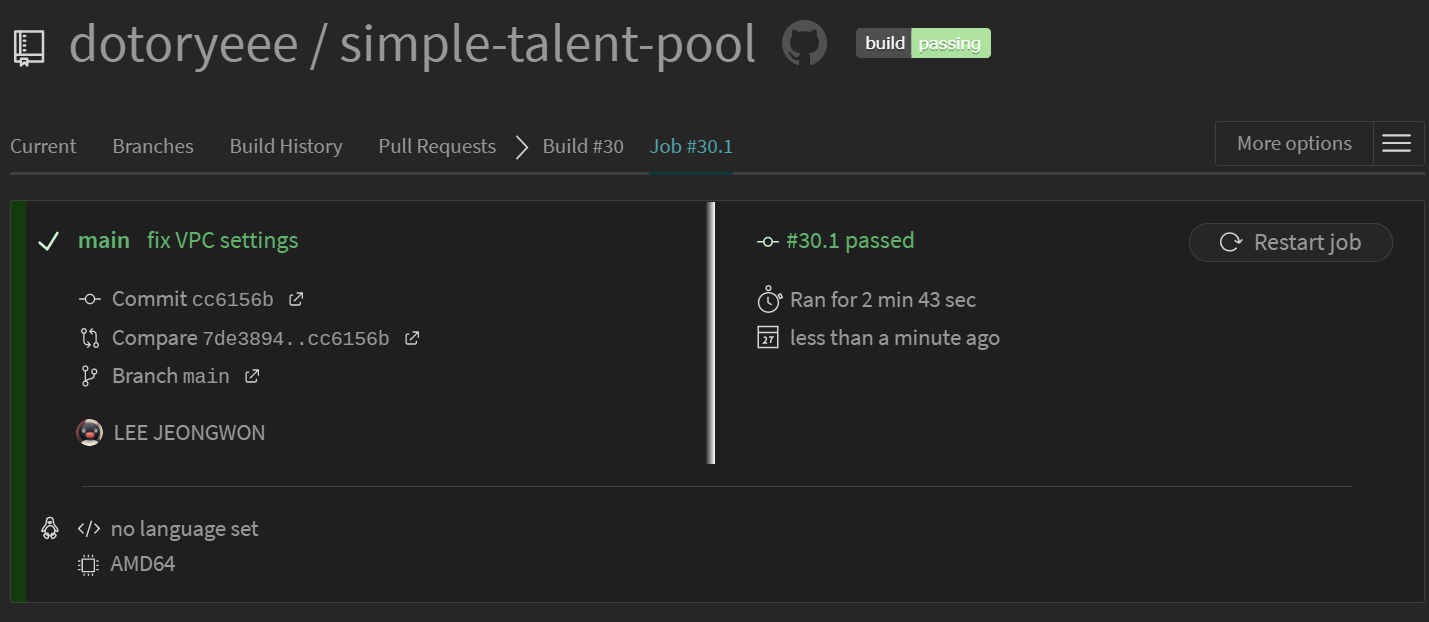 dotoryeee / simple-talent-pool build passing
Current Branches Build History Pull Requests Build #30 Job #30.1 More options
main fix VPC settings
Commit cc6156b
Compare 7de3894..cc6156b
Branch main
LEE JEONGWON
#30.1 passed
Restart job
Ran for 2 min 43 sec
27 less than a minute ago
</> no language set
AMD64